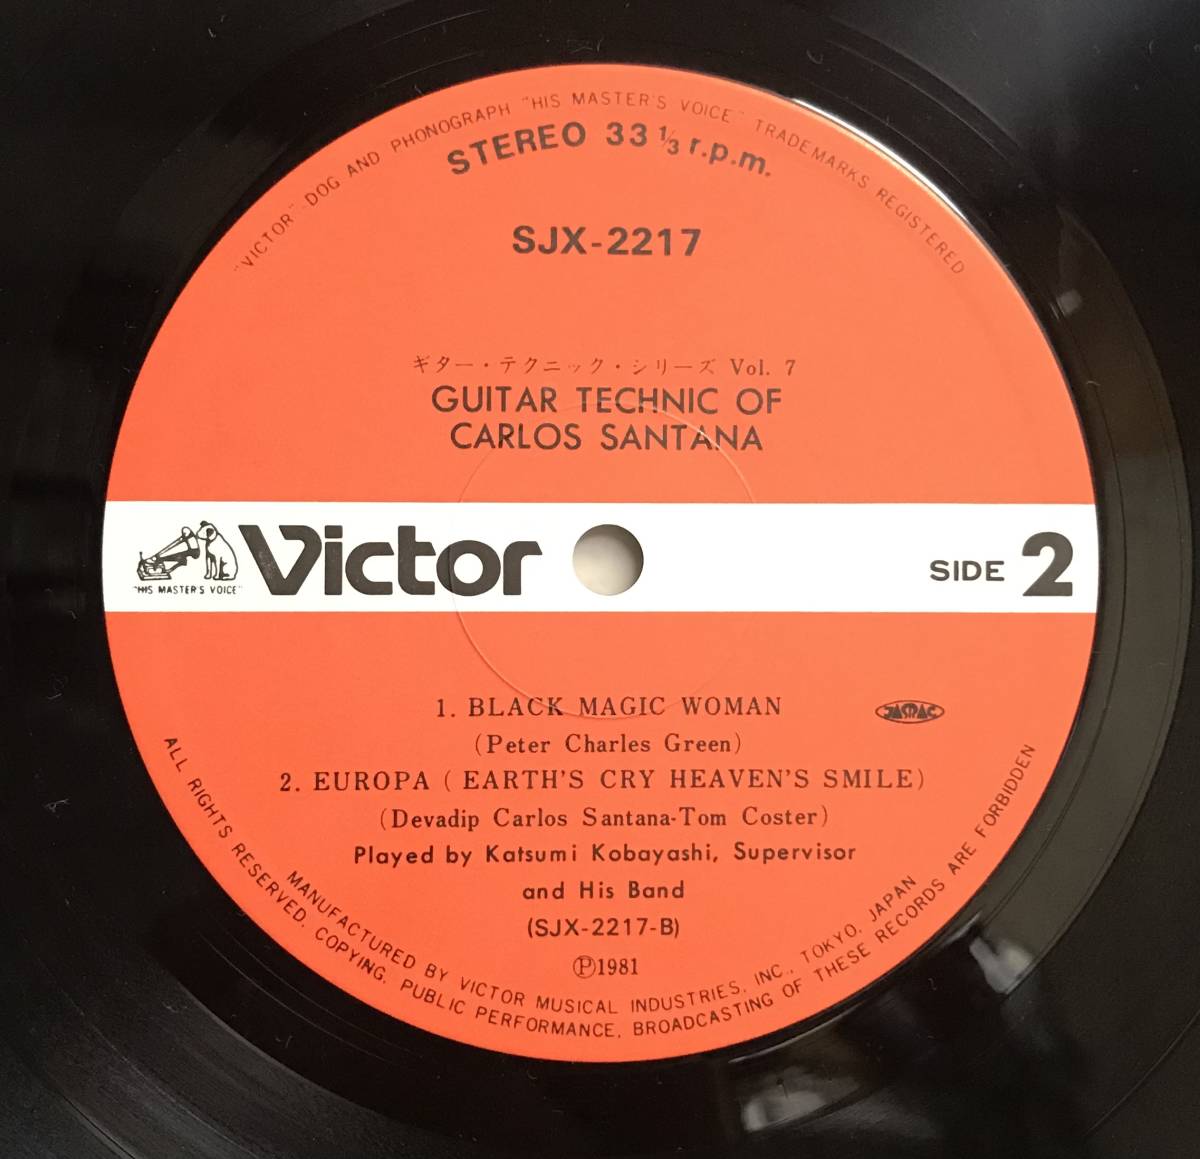 "VICTOR" DOG AND PHONOGRAPH "HIS MASTER'S VOICE" TRADEMARKS REGISTERED
STEREO 33 1/3 r.p.m.
SJX-2217
ギター・テクニック・シリーズ Vol. 7
GUITAR TECHNIC OF
CARLOS SANTANA
Victor
"HIS MASTER'S VOICE"
SIDE 2
1. BLACK MAGIC WOMAN
JASRAC
(Peter Charles Green)
2. EUROPA ( EARTH'S CRY HEAVEN'S SMILE)
(Devadip Carlos Santana-Tom Coster)
Played by Katsumi Kobayashi, Supervisor
and His Band
(SJX-2217-B)
Ⓟ1981
MANUFACTURED BY VICTOR MUSICAL INDUSTRIES, INC., TOKYO, JAPAN
ALL RIGHTS RESERVED. COPYING, PUBLIC PERFORMANCE, BROADCASTING OF THESE RECORDS ARE FORBIDDEN